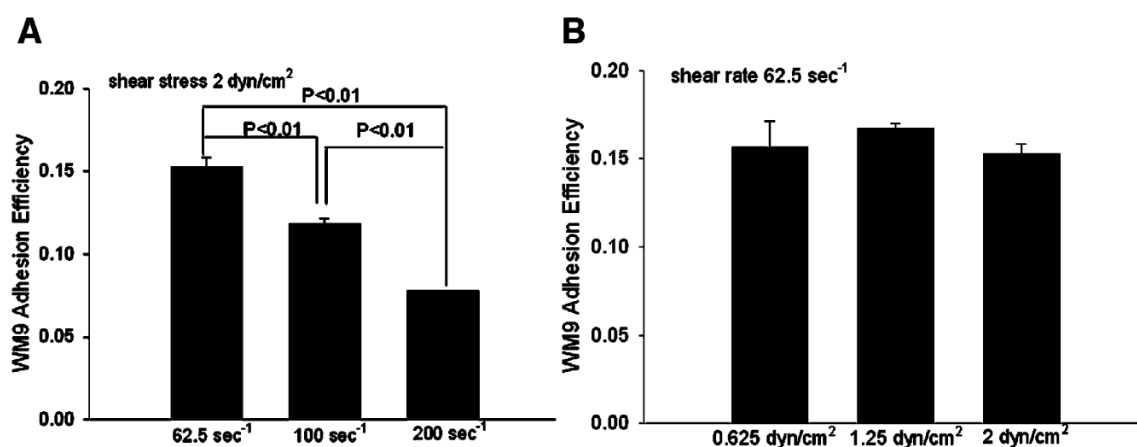 A
shear stress 2 dyn/cm²
P<0.01
P<0.01
P<0.01
WM9 Adhesion Efficiency
0.20
0.15
0.10
0.05
0.00
62.5 sec⁻¹
100 sec⁻¹
200 sec⁻¹
B
shear rate 62.5 sec⁻¹
WM9 Adhesion Efficiency
0.20
0.15
0.10
0.05
0.00
0.625 dyn/cm²
1.25 dyn/cm²
2 dyn/cm²